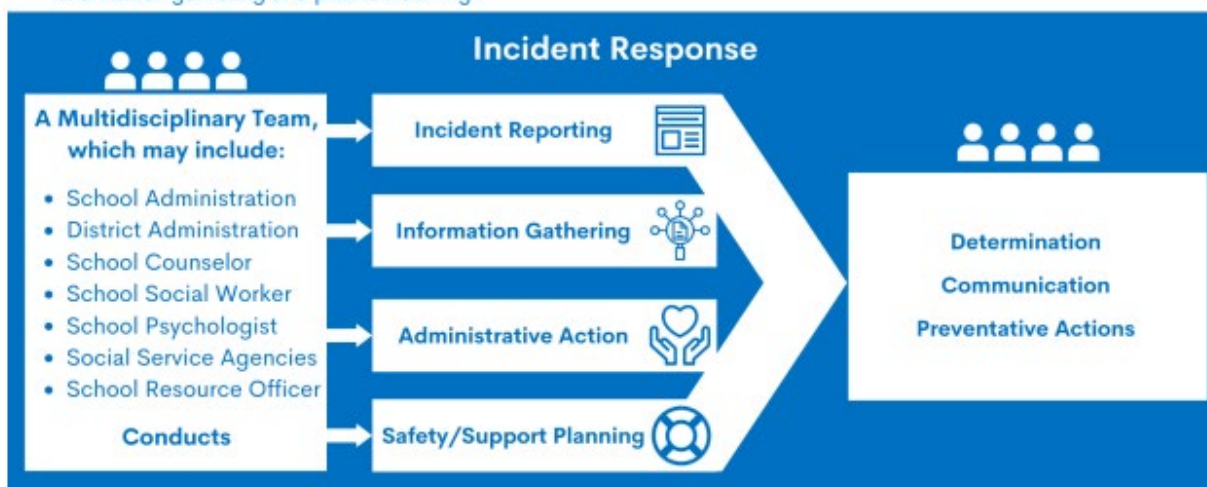 Incident Response
A Multidisciplinary Team,
which may include:
• School Administration
• District Administration
• School Counselor
• School Social Worker
• School Psychologist
• Social Service Agencies
• School Resource Officer
Conducts
Incident Reporting
Information Gathering
Administrative Action
Safety/Support Planning
Determination
Communication
Preventative Actions